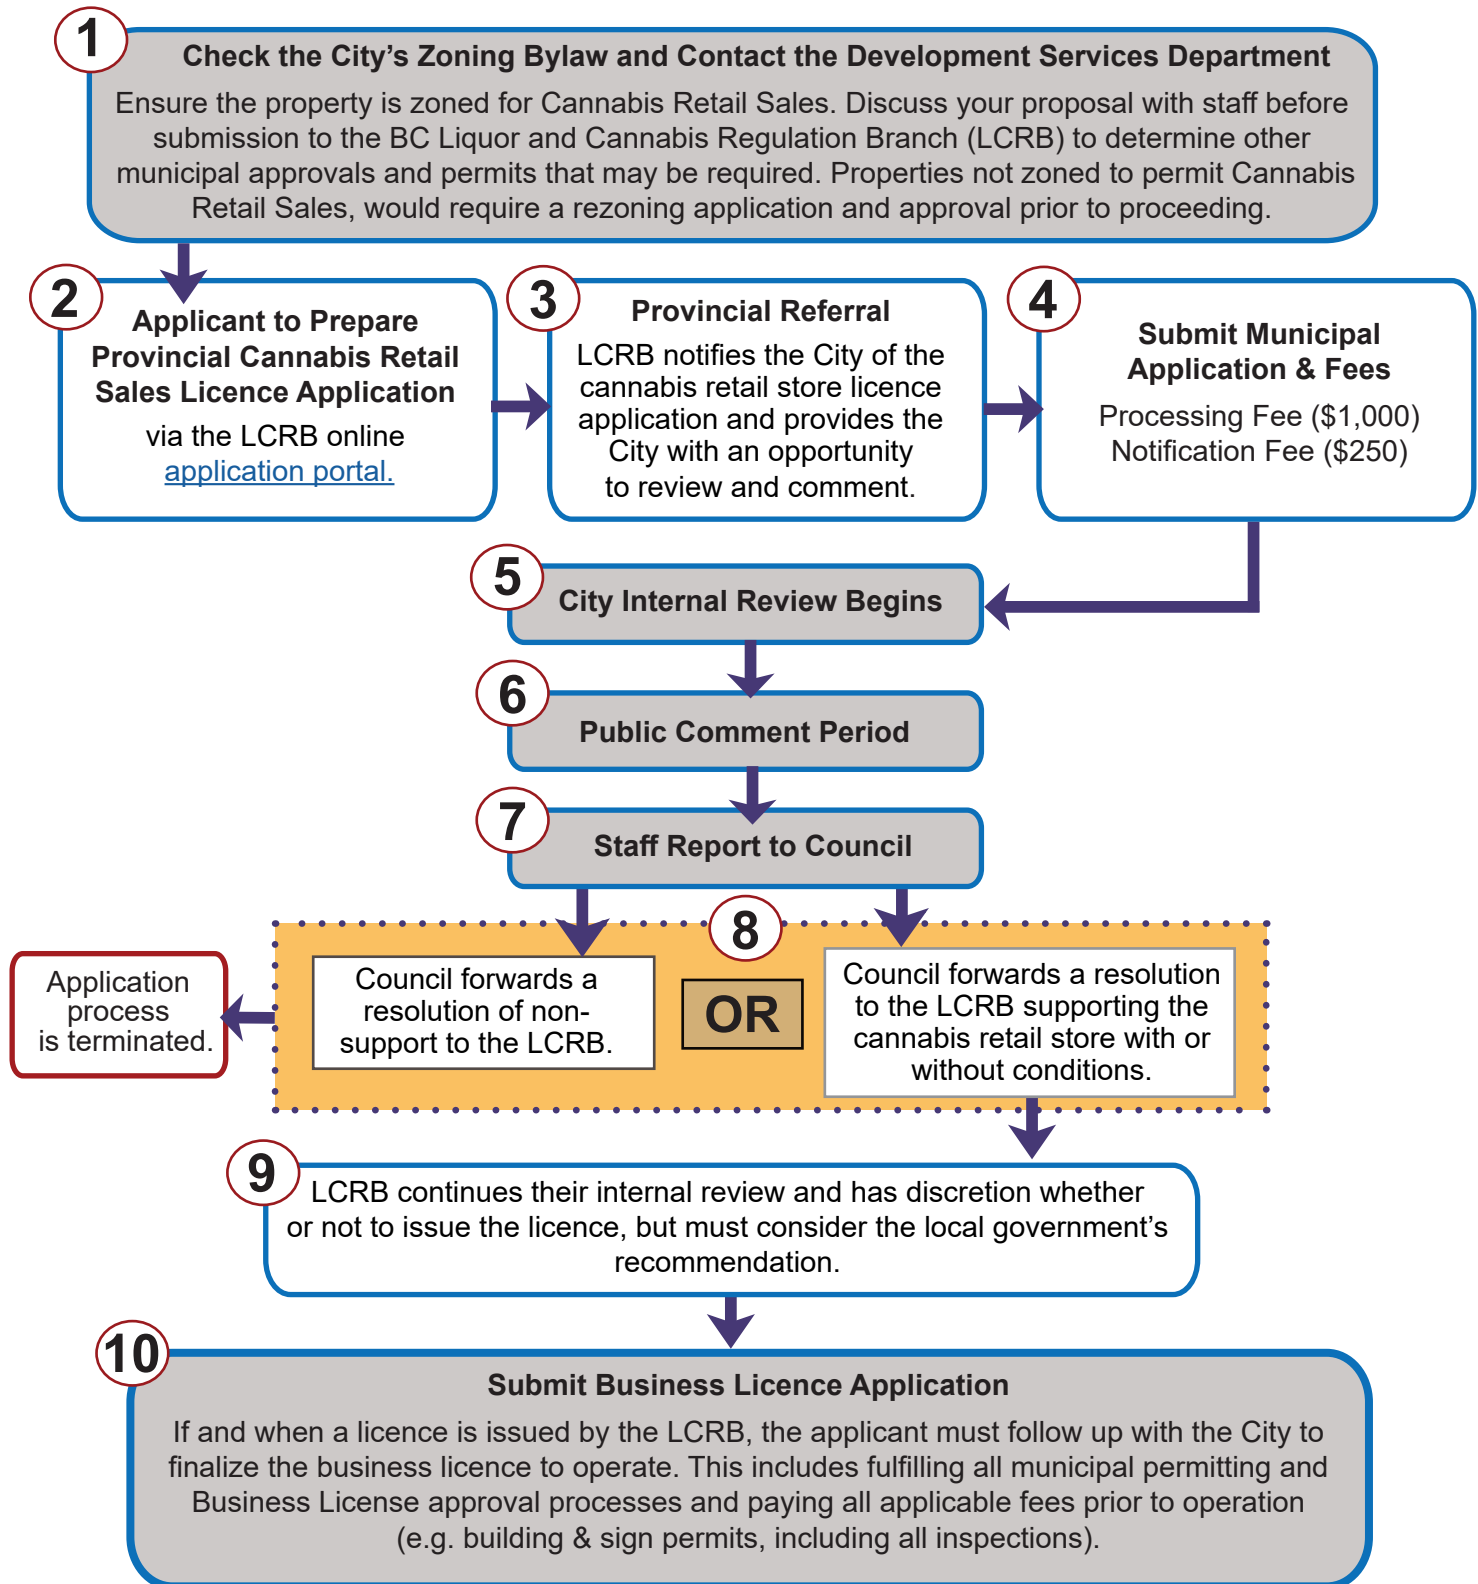 1
Check the City’s Zoning Bylaw and Contact the Development Services Department
Ensure the property is zoned for Cannabis Retail Sales. Discuss your proposal with staff before
submission to the BC Liquor and Cannabis Regulation Branch (LCRB) to determine other
municipal approvals and permits that may be required. Properties not zoned to permit Cannabis
Retail Sales, would require a rezoning application and approval prior to proceeding.
2
Applicant to Prepare
Provincial Cannabis Retail
Sales Licence Application
via the LCRB online
application portal.
3
Provincial Referral
LCRB notifies the City of the
cannabis retail store licence
application and provides the
City with an opportunity
to review and comment.
4
Submit Municipal
Application & Fees
Processing Fee ($1,000)
Notification Fee ($250)
5
City Internal Review Begins
6
Public Comment Period
7
Staff Report to Council
8
Council forwards a
resolution of non-
support to the LCRB.
OR
Council forwards a resolution
to the LCRB supporting the
cannabis retail store with or
without conditions.
Application
process
is terminated.
9
LCRB continues their internal review and has discretion whether
or not to issue the licence, but must consider the local government’s
recommendation.
10
Submit Business Licence Application
If and when a licence is issued by the LCRB, the applicant must follow up with the City to
finalize the business licence to operate. This includes fulfilling all municipal permitting and
Business License approval processes and paying all applicable fees prior to operation
(e.g. building & sign permits, including all inspections).